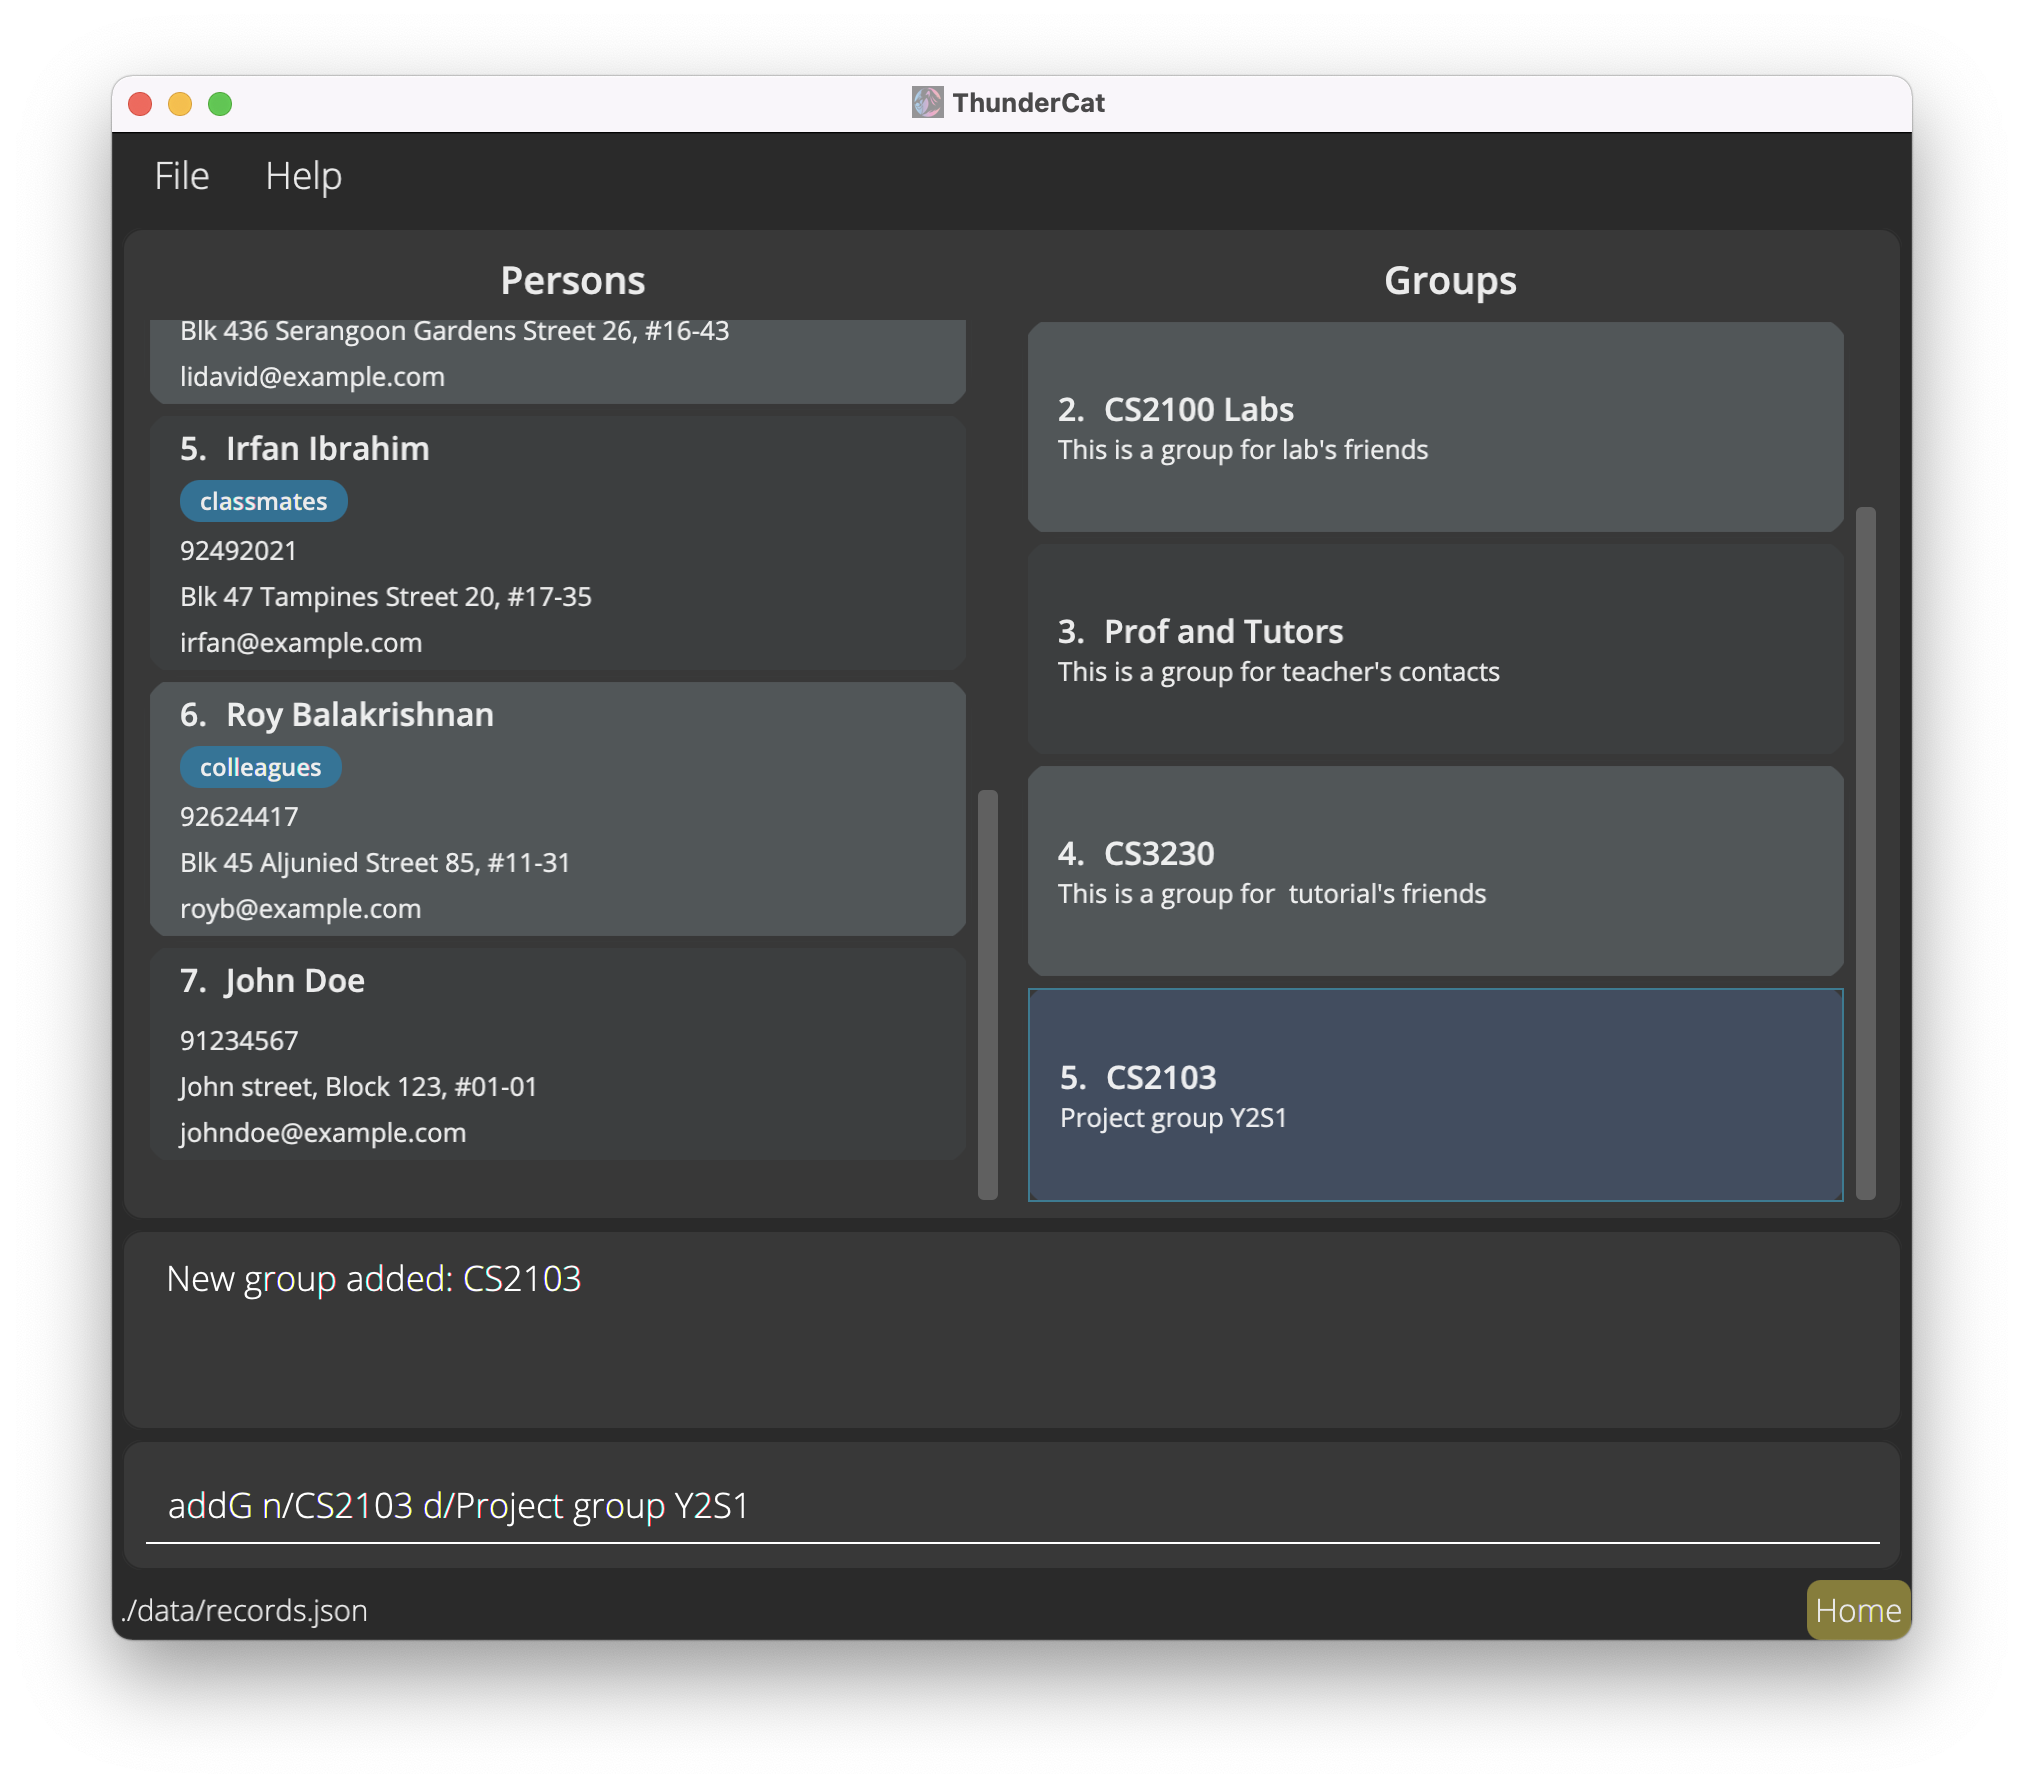 ThunderCat
File Help
Persons
Blk 436 Serangoon Gardens Street 26, #16-43
lidavid@example.com
5. Irfan Ibrahim
classmates
92492021
Blk 47 Tampines Street 20, #17-35
irfan@example.com
6. Roy Balakrishnan
colleagues
92624417
Blk 45 Aljunied Street 85, #11-31
royb@example.com
7. John Doe
91234567
John street, Block 123, #01-01
johndoe@example.com
Groups
2. CS2100 Labs
This is a group for lab's friends
3. Prof and Tutors
This is a group for teacher's contacts
4. CS3230
This is a group for  tutorial's friends
5. CS2103
Project group Y2S1
New group added: CS2103
addG n/CS2103 d/Project group Y2S1
./data/records.json
Home